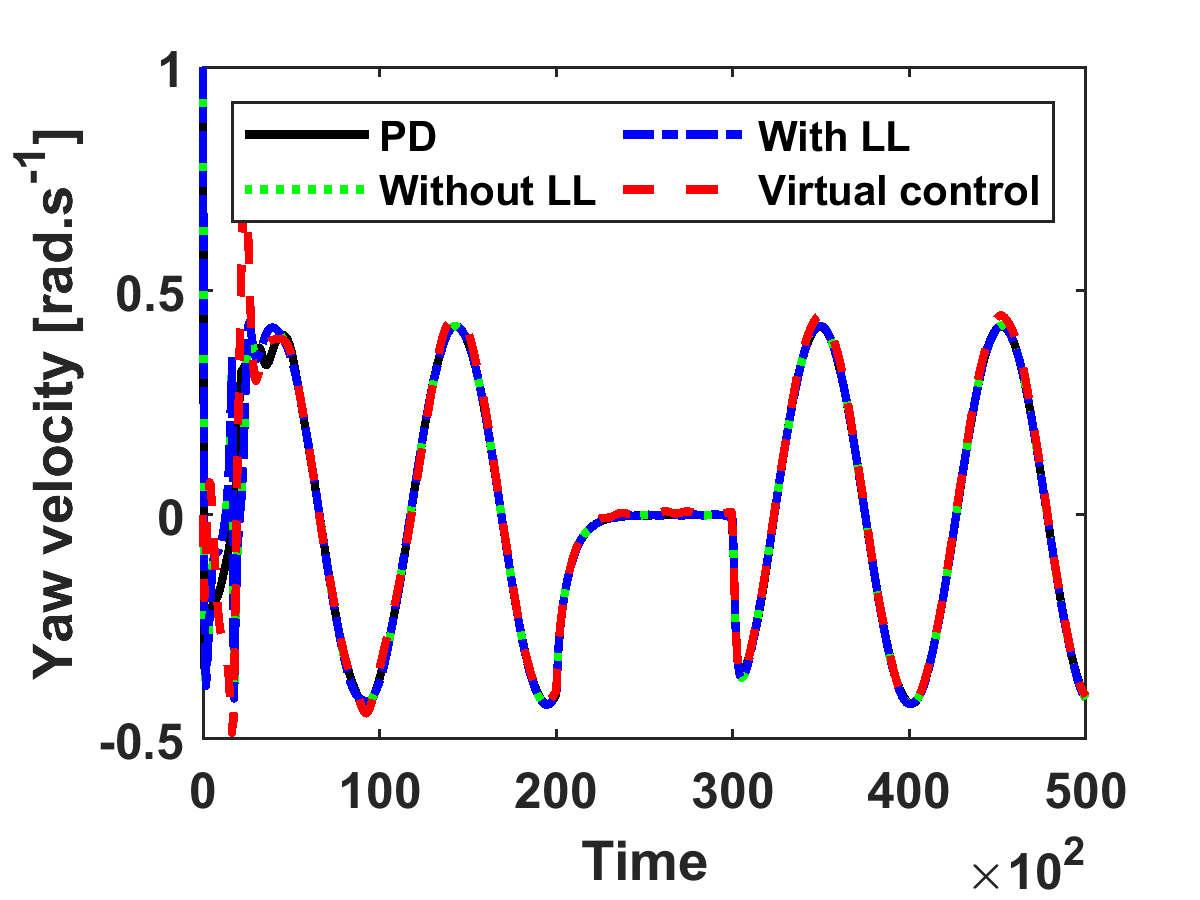 Yaw velocity [rad.s-1]
1
0.5
0
-0.5
PD
With LL
Without LL
Virtual control
0 100 200 300 400 500
Time
×10²